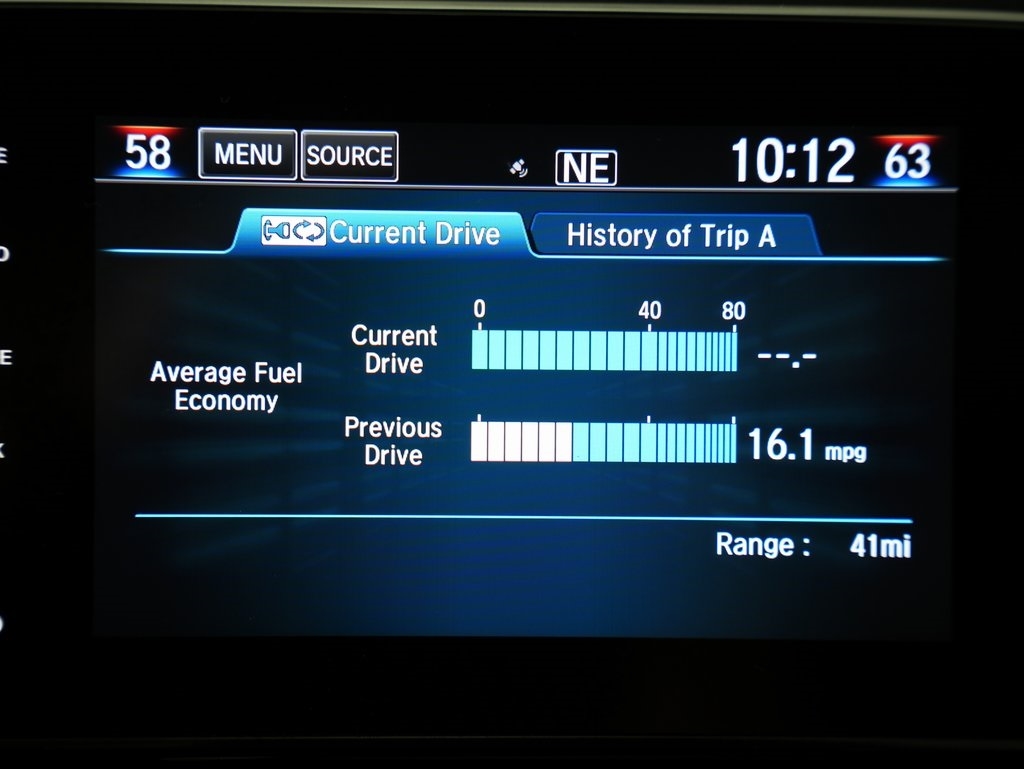 58 MENU SOURCE NE 10:12 63
Current Drive History of Trip A
0 40 80
Current
Drive
--.-
Average Fuel
Economy
Previous
Drive
16.1 mpg
Range : 41mi